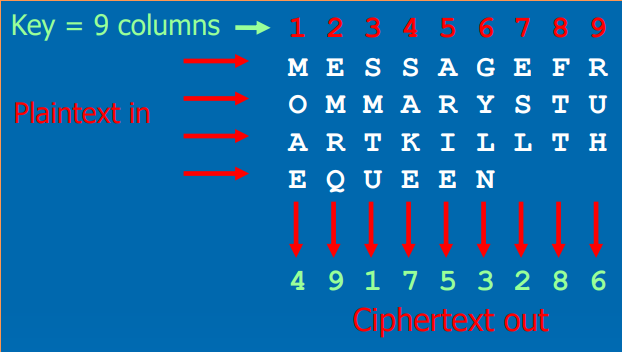 Key = 9 columns 1 2 3 4 5 6 7 8 9
M E S S A G E F R
O M M A R Y S T U
Plaintext in
A R T K I L L T H
E Q U E E N
4 9 1 7 5 3 2 8 6
Ciphertext out